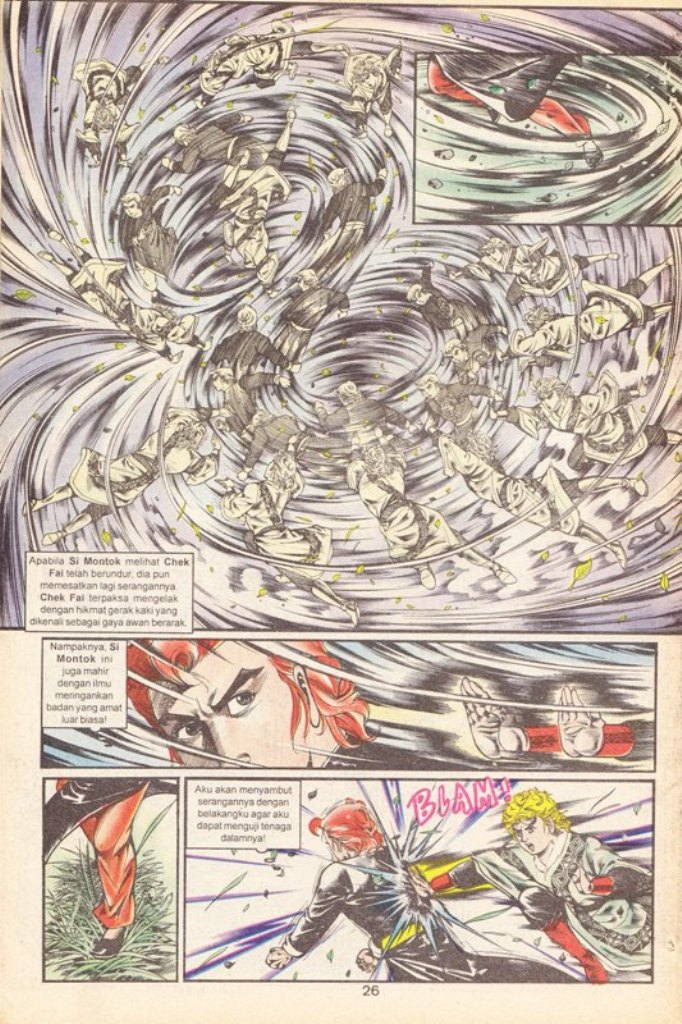 Apabila Si Montok melihat Chek
Fai telah berundur, dia pun
memesatkan lagi serangannya.
Chek Fai terpaksa mengelak
dengan hikmat gerak kaki yang
dikenali sebagai gaya awan berarak.
Nampaknya, Si
Montok ini
juga mahir
dengan ilmu
meringankan
badan yang amat
luar biasa!
Aku akan menyambut
serangannya dengan
belakangku agar aku
dapat menguji tenaga
dalamnya!
BLAM!
26